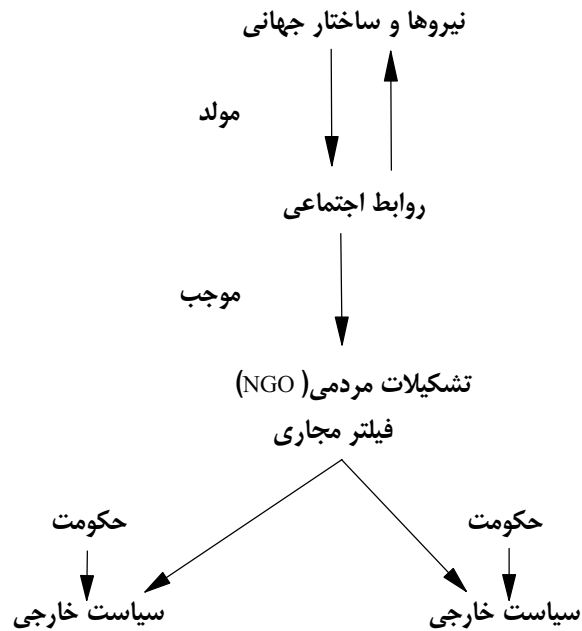 نیروها و ساختار جهانی
مولد
روابط اجتماعی
موجب
تشکیلات مردمی( NGO)
فیلتر مجاری
حکومت
حکومت
سیاست خارجی
سیاست خارجی